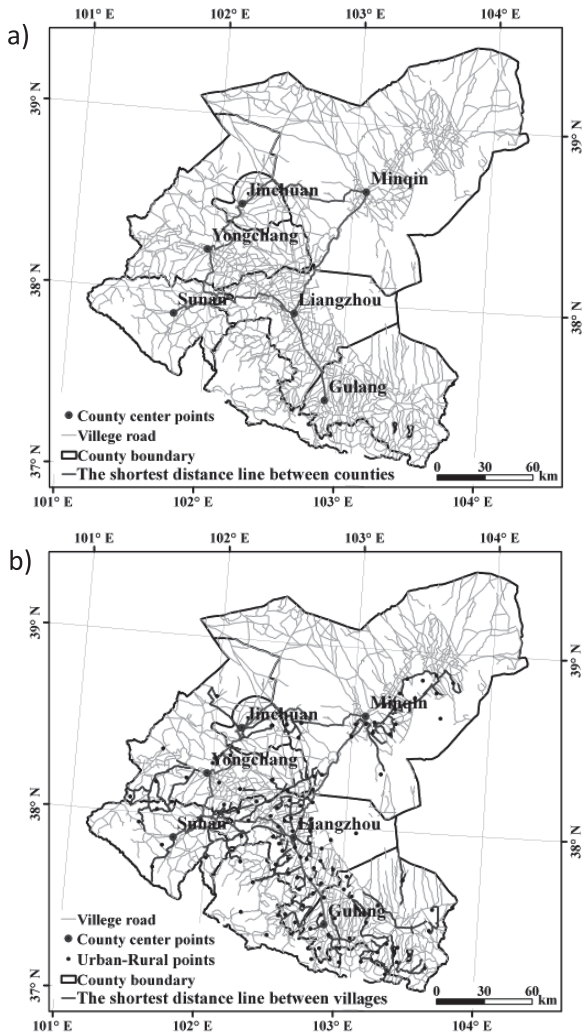 a)
101° E 102° E 103° E 104° E
39° N
39° N
Minqin
Jinchuan
Yongchang
38° N
Sunan
Liangzhou
38° N
Gulang
County center points
Villege road
County boundary
The shortest distance line between counties
37° N
0 30 60
km
101° E 102° E 103° E 104° E
b)
101° E 102° E 103° E 104° E
39° N
39° N
Minqin
Jinchuan
Yongchang
38° N
Sunan
Liangzhou
38° N
Gulang
Villege road
County center points
Urban-Rural points
County boundary
The shortest distance line between villages
37° N
0 30 60
km
101° E 102° E 103° E 104° E